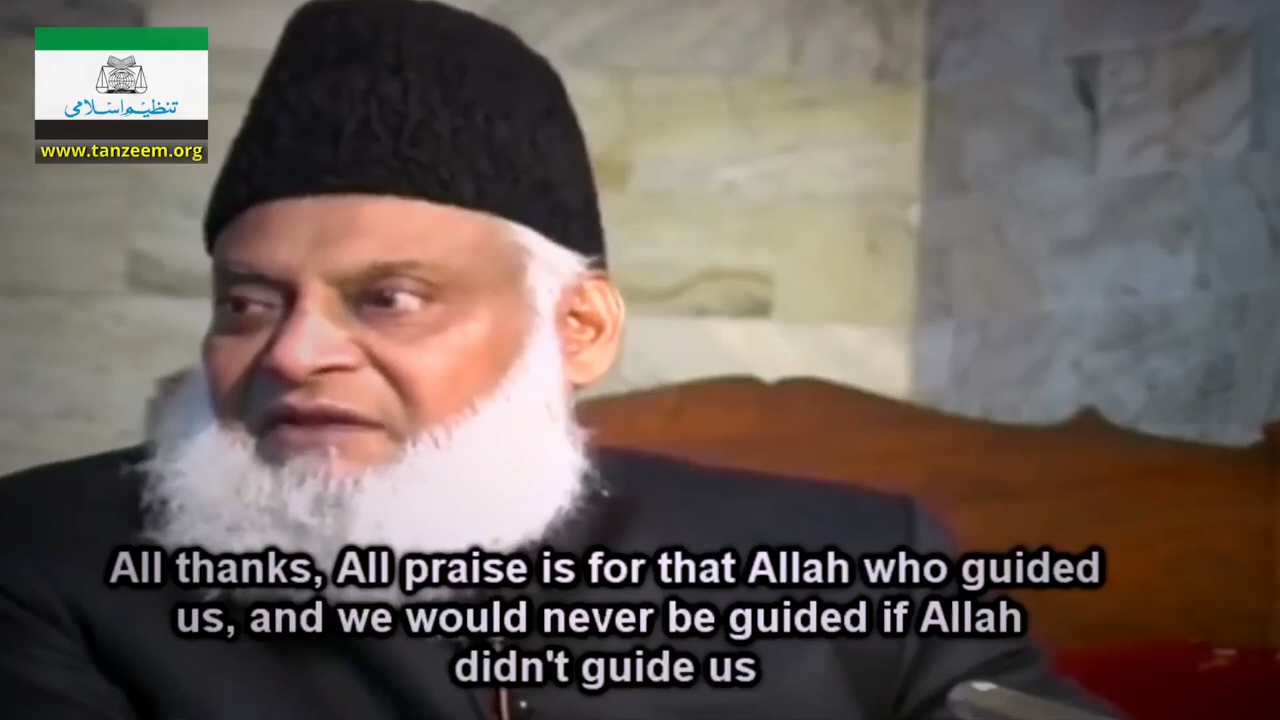 تنظیم اسلامی
www.tanzeem.org
All thanks, All praise is for that Allah who guided
us, and we would never be guided if Allah
didn't guide us